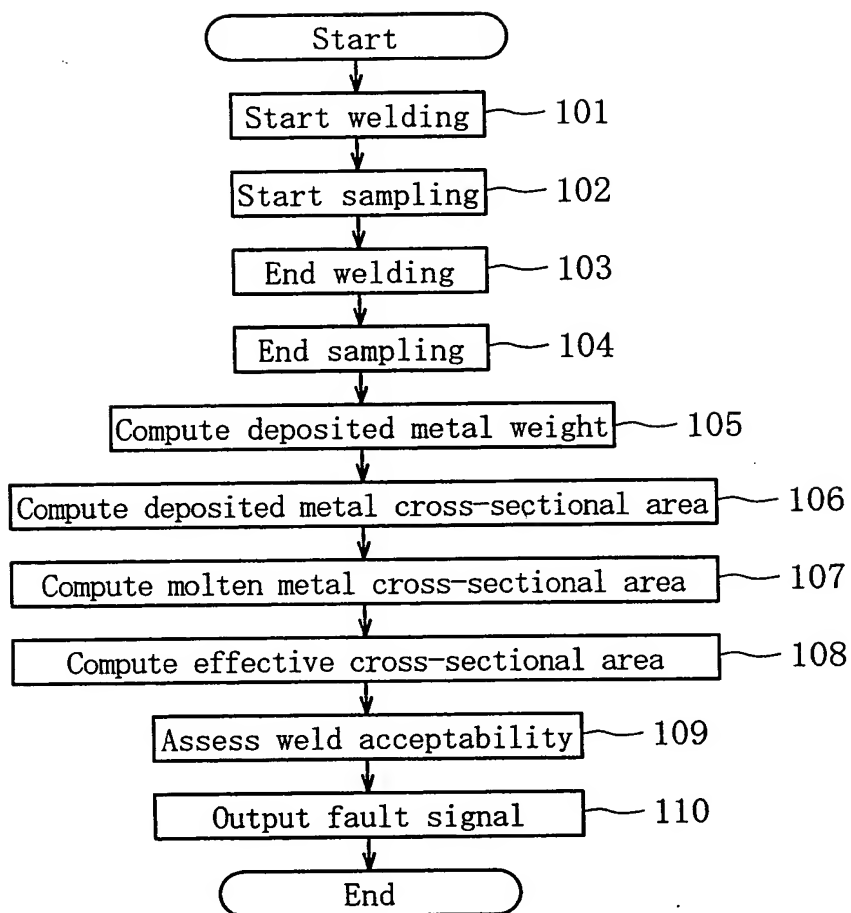 Start
Start welding 101
Start sampling 102
End welding 103
End sampling 104
Compute deposited metal weight 105
Compute deposited metal cross-sectional area 106
Compute molten metal cross-sectional area 107
Compute effective cross-sectional area 108
Assess weld acceptability 109
Output fault signal 110
End